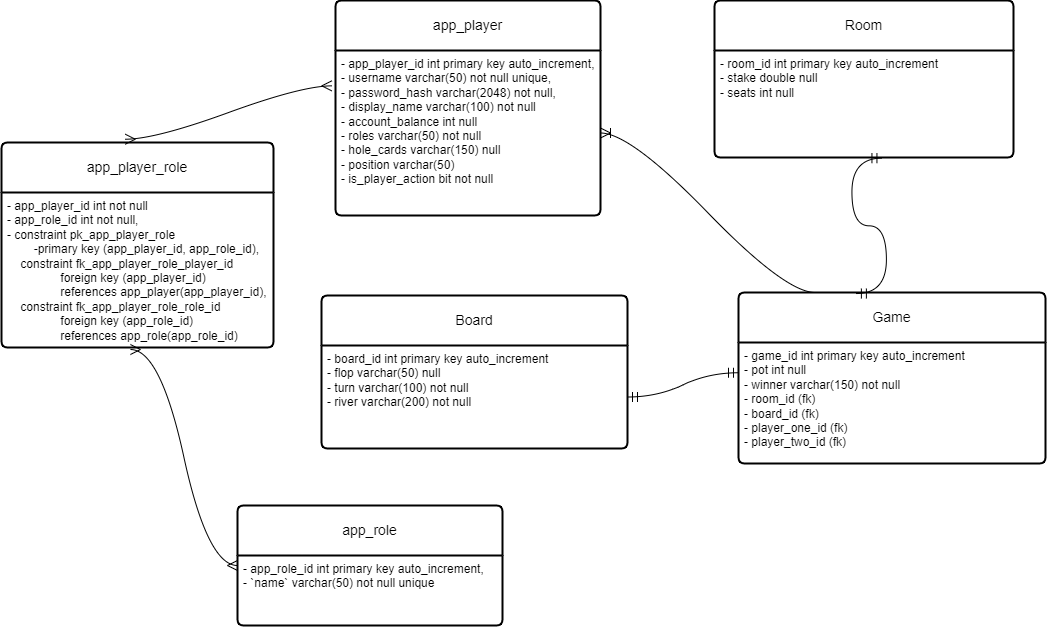 app_player
- app_player_id int primary key auto_increment,
- username varchar(50) not null unique,
- password_hash varchar(2048) not null,
- display_name varchar(100) not null
- account_balance int null
- roles varchar(50) not null
- hole_cards varchar(150) null
- position varchar(50)
- is_player_action bit not null
Room
- room_id int primary key auto_increment
- stake double null
- seats int null
app_player_role
- app_player_id int not null
- app_role_id int not null,
- constraint pk_app_player_role
-primary key (app_player_id, app_role_id),
constraint fk_app_player_role_player_id
foreign key (app_player_id)
references app_player(app_player_id),
constraint fk_app_player_role_role_id
foreign key (app_role_id)
references app_role(app_role_id)
Board
- board_id int primary key auto_increment
- flop varchar(50) null
- turn varchar(100) not null
- river varchar(200) not null
Game
- game_id int primary key auto_increment
- pot int null
- winner varchar(150) not null
- room_id (fk)
- board_id (fk)
- player_one_id (fk)
- player_two_id (fk)
app_role
- app_role_id int primary key auto_increment,
- `name` varchar(50) not null unique